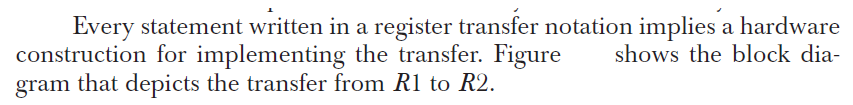 Every statement written in a register transfer notation implies a hardware
construction for implementing the transfer. Figure shows the block dia-
gram that depicts the transfer from R1 to R2.